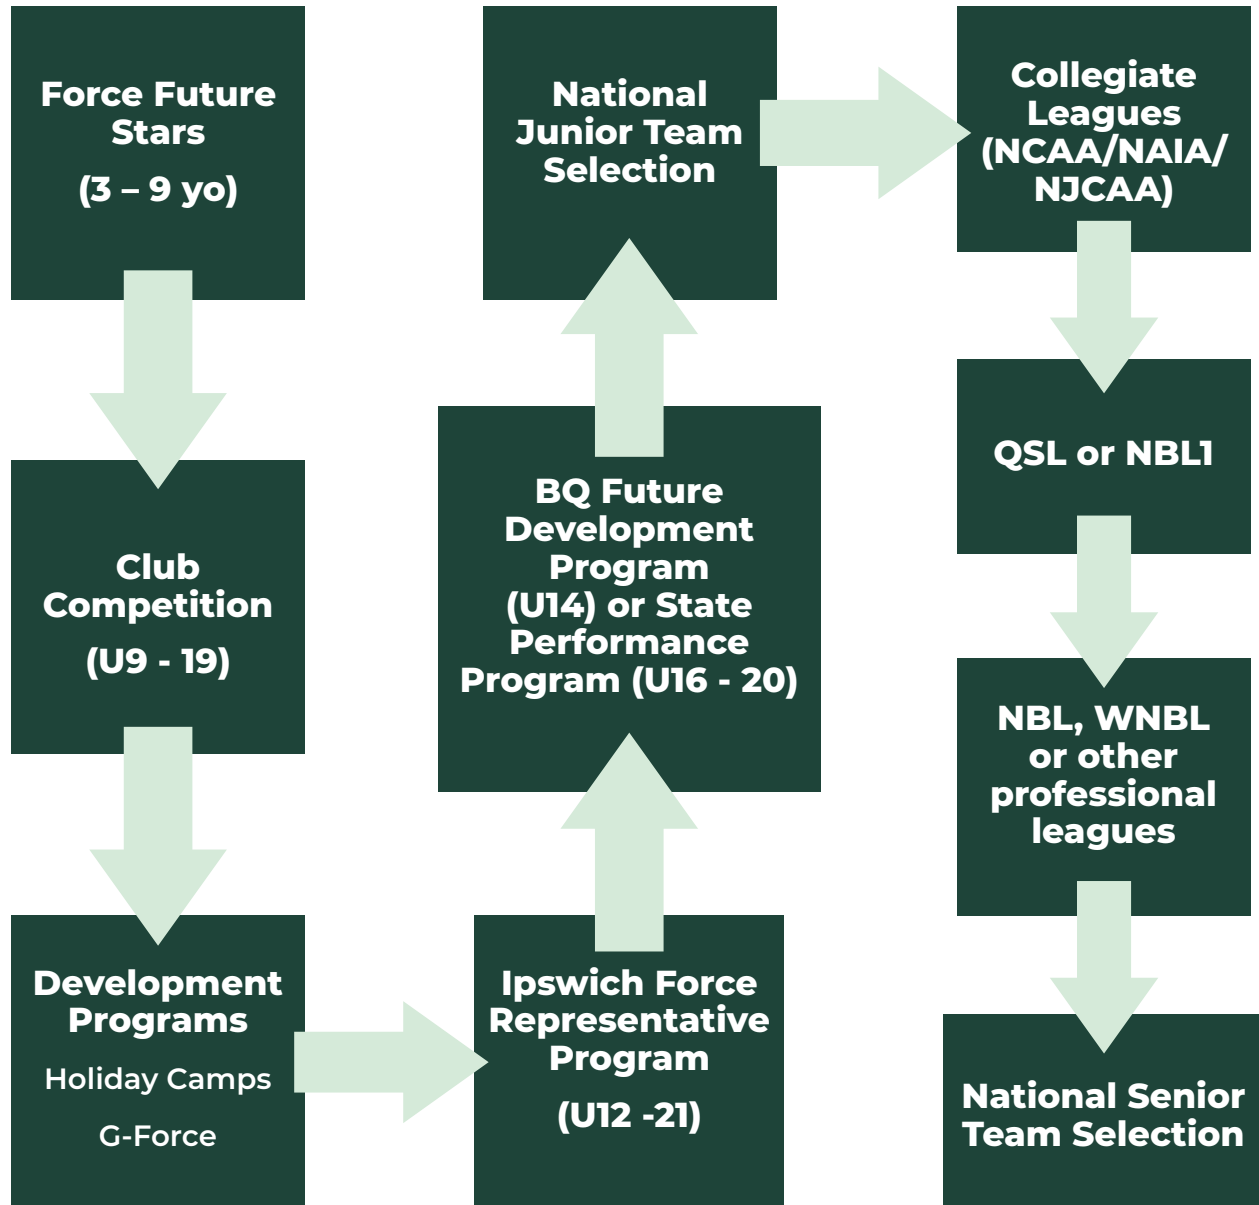 Force Future
Stars
(3 – 9 yo)
Club
Competition
(U9 - 19)
Development
Programs
Holiday Camps
G-Force
Ipswich Force
Representative
Program
(U12 -21)
BQ Future
Development
Program
(U14) or State
Performance
Program (U16 - 20)
National
Junior Team
Selection
Collegiate
Leagues
(NCAA/NAIA/
NJCAA)
QSL or NBL1
NBL, WNBL
or other
professional
leagues
National Senior
Team Selection